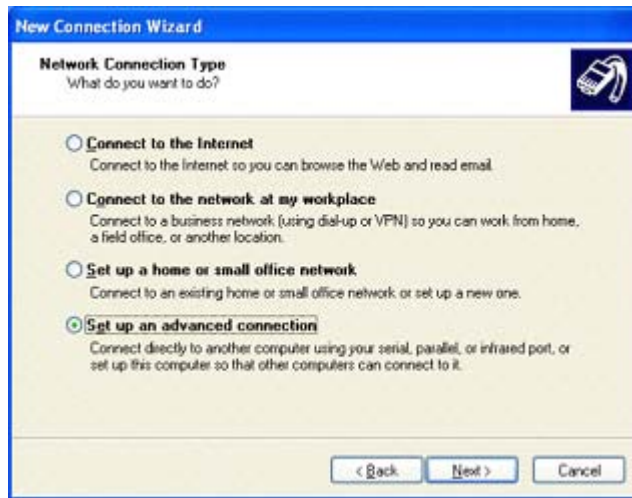 New Connection Wizard
Network Connection Type
What do you want to do?
Connect to the Internet
Connect to the Internet so you can browse the Web and read email.
Connect to the network at my workplace
Connect to a business network (using dial-up or VPN) so you can work from home,
a field office, or another location.
Set up a home or small office network
Connect to an existing home or small office network or set up a new one.
Set up an advanced connection
Connect directly to another computer using your serial, parallel, or infrared port, or
set up this computer so that other computers can connect to it.
< Back Next > Cancel